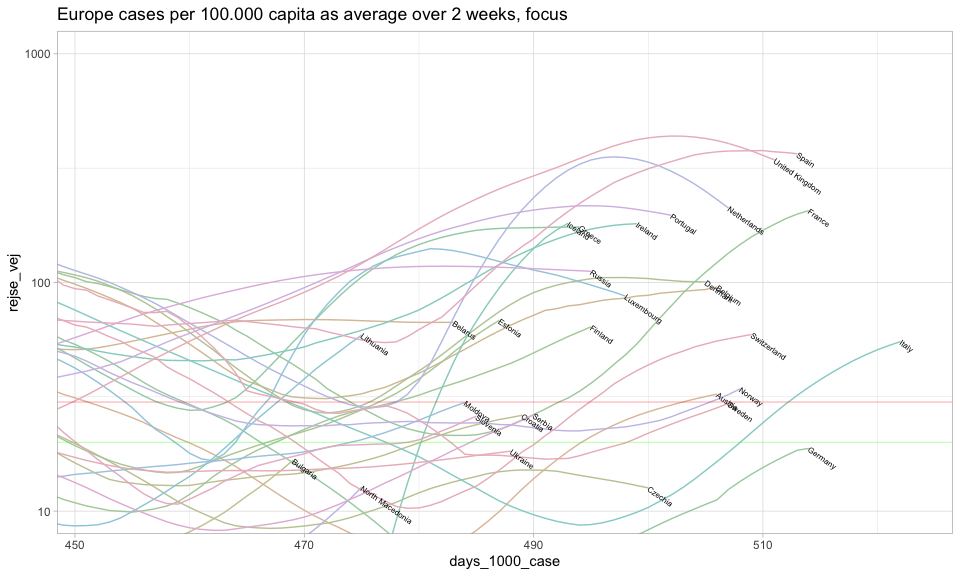 Europe cases per 100.000 capita as average over 2 weeks, focus
1000
Spain
United Kingdom
Netherlands
France
Portugal
Ireland
Greece
Iceland
rejse_vej
100
Russia
Luxembourg
Denmark
Belgium
Belarus
Estonia
Finland
Lithuania
Switzerland
Italy
Norway
Austria
Sweden
Moldova
Slovenia
Croatia
Serbia
Ukraine
Bulgaria
North Macedonia
Czechia
Germany
10
450
470
490
510
days_1000_case